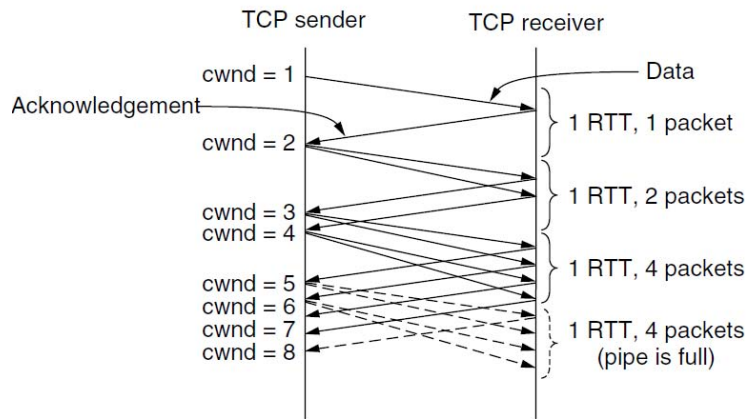 TCP sender
TCP receiver
cwnd = 1
Data
Acknowledgement
1 RTT, 1 packet
cwnd = 2
1 RTT, 2 packets
cwnd = 3
cwnd = 4
1 RTT, 4 packets
cwnd = 5
cwnd = 6
cwnd = 7
1 RTT, 4 packets
(pipe is full)
cwnd = 8